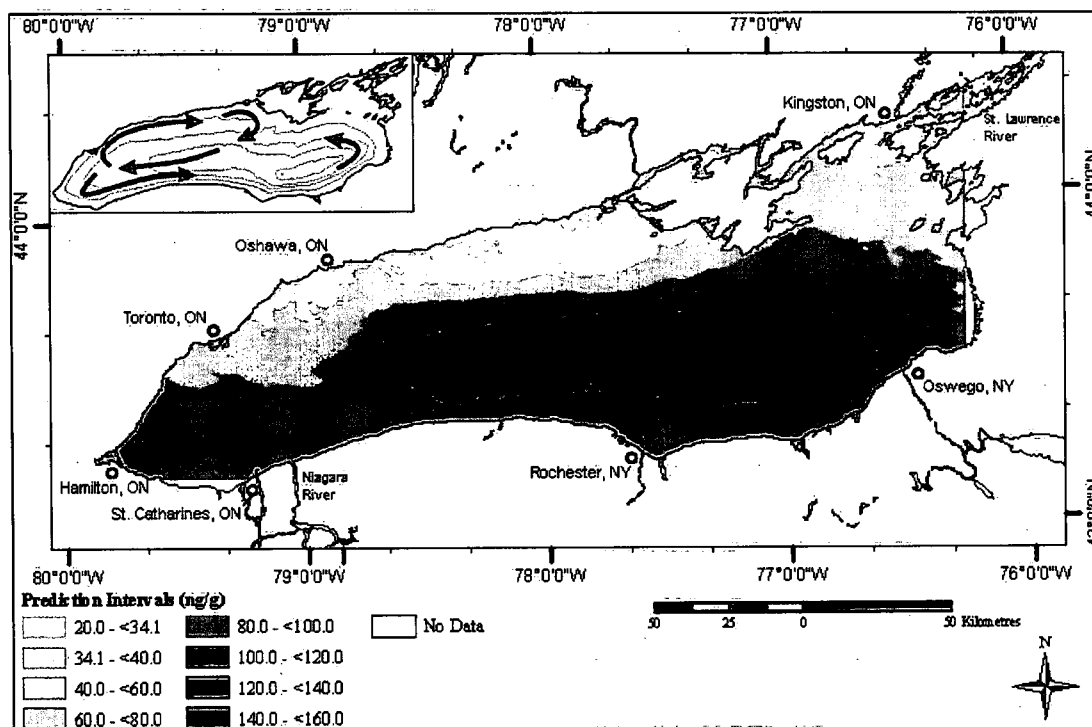 80°0'0"W 79°0'0"W 78°0'0"W 77°0'0"W 76°0'0"W
Kingston, ON
St. Lawrence
River
44°0'0"N
44°0'0"N
Oshawa, ON
Toronto, ON
Oswego, NY
Rochester, NY
Hamilton, ON
Niagara
River
St. Catharines, ON
80°0'0"W 79°0'0"W 78°0'0"W 77°0'0"W 76°0'0"W
Prediction Intervals (ng/g)
20.0 - <34.1
34.1 - <40.0
40.0 - <60.0
60.0 - <80.0
80.0 - <100.0
100.0 - <120.0
120.0 - <140.0
140.0 - <160.0
No Data
50 25 0 50 Kilometres
N